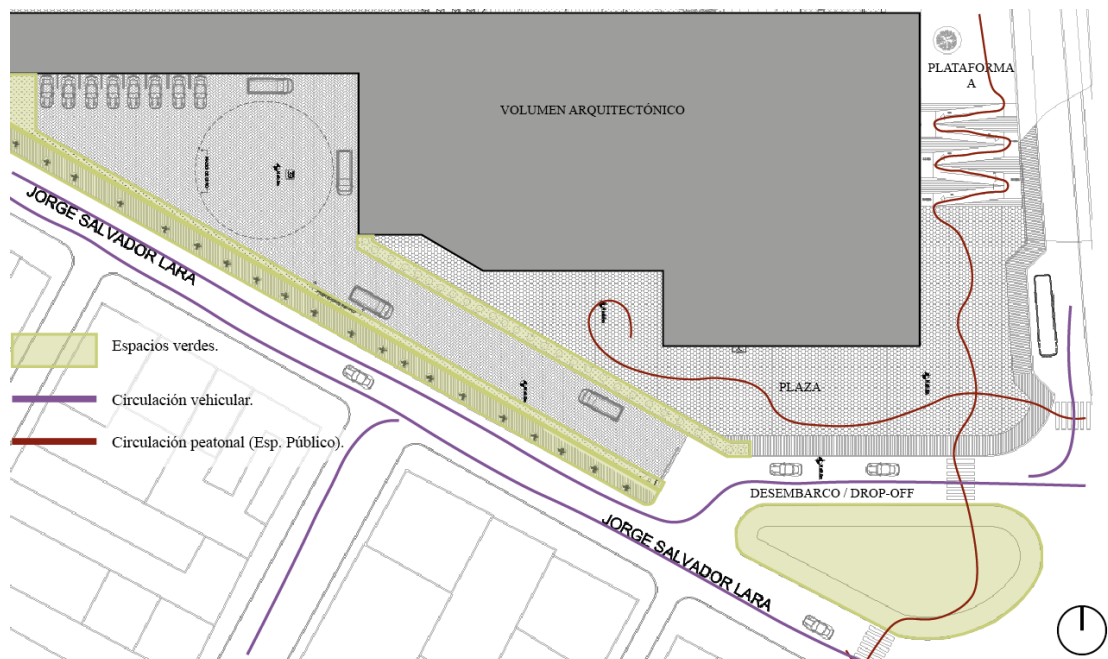 PLATAFORMA
A
VOLUMEN ARQUITECTÓNICO
JORGE SALVADOR LARA
Espacios verdes.
Circulación vehicular.
Circulación peatonal (Esp. Público).
PLAZA
DESEMBARCO / DROP-OFF
JORGE SALVADOR LARA